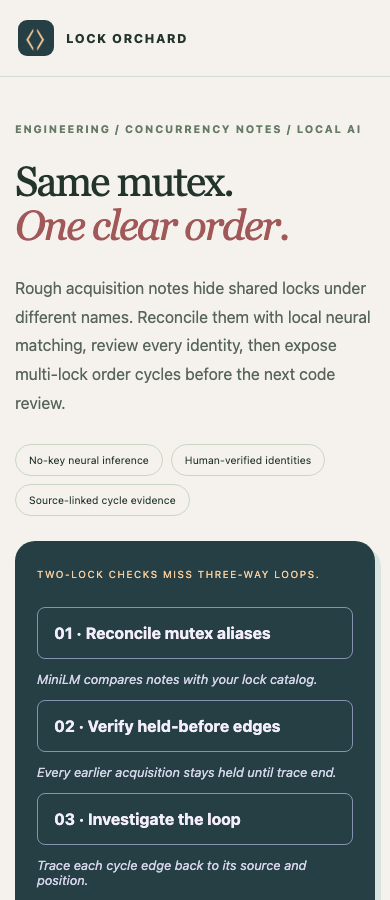 LOCK ORCHARD
ENGINEERING / CONCURRENCY NOTES / LOCAL AI
Same mutex.
One clear order.
Rough acquisition notes hide shared locks under
different names. Reconcile them with local neural
matching, review every identity, then expose
multi-lock order cycles before the next code
review.
No-key neural inference
Human-verified identities
Source-linked cycle evidence
TWO-LOCK CHECKS MISS THREE-WAY LOOPS.
01 · Reconcile mutex aliases
MiniLM compares notes with your lock catalog.
02 · Verify held-before edges
Every earlier acquisition stays held until trace end.
03 · Investigate the loop
Trace each cycle edge back to its source and
position.